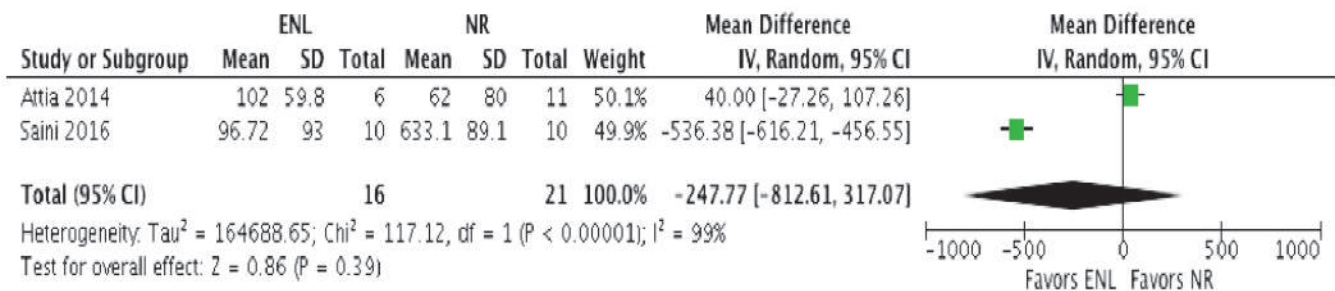 ENL NR Mean Difference Mean Difference
Study or Subgroup Mean SD Total Mean SD Total Weight IV, Random, 95% CI IV, Random, 95% CI
Attia 2014 102 59.8 6 62 80 11 50.1% 40.00 [-27.26, 107.26]
Saini 2016 96.72 93 10 633.1 89.1 10 49.9% -536.38 [-616.21, -456.55]
Total (95% CI) 16 21 100.0% -247.77 [-812.61, 317.07]
Heterogeneity: Tau² = 164688.65; Chi² = 117.12, df = 1 (P < 0.00001); I² = 99%
Test for overall effect: Z = 0.86 (P = 0.39)
-1000 -500 0 500 1000
Favors ENL Favors NR